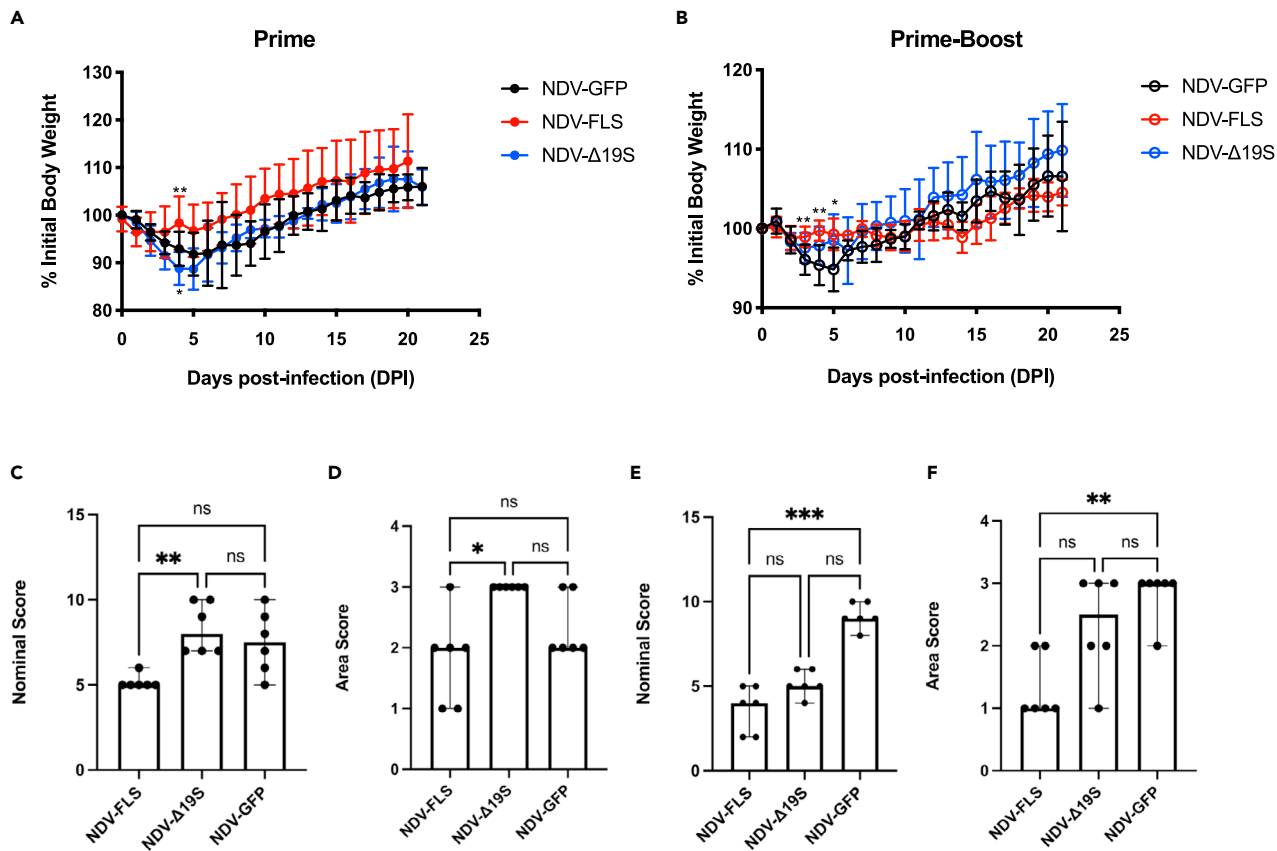 A
Prime
130
120
110
100
90
80
% Initial Body Weight
**
*
0 5 10 15 20 25
Days post-infection (DPI)
NDV-GFP
NDV-FLS
NDV-Δ19S
B
Prime-Boost
120
110
100
90
% Initial Body Weight
** ** *
0 5 10 15 20 25
Days post-infection (DPI)
NDV-GFP
NDV-FLS
NDV-Δ19S
C
15
10
5
0
Nominal Score
ns
** ns
NDV-FLS NDV-Δ19S NDV-GFP
D
4
3
2
1
0
Area Score
ns
* ns
NDV-FLS NDV-Δ19S NDV-GFP
E
15
10
5
0
Nominal Score
***
ns ns
NDV-FLS NDV-Δ19S NDV-GFP
F
4
3
2
1
0
Area Score
**
ns ns
NDV-FLS NDV-Δ19S NDV-GFP